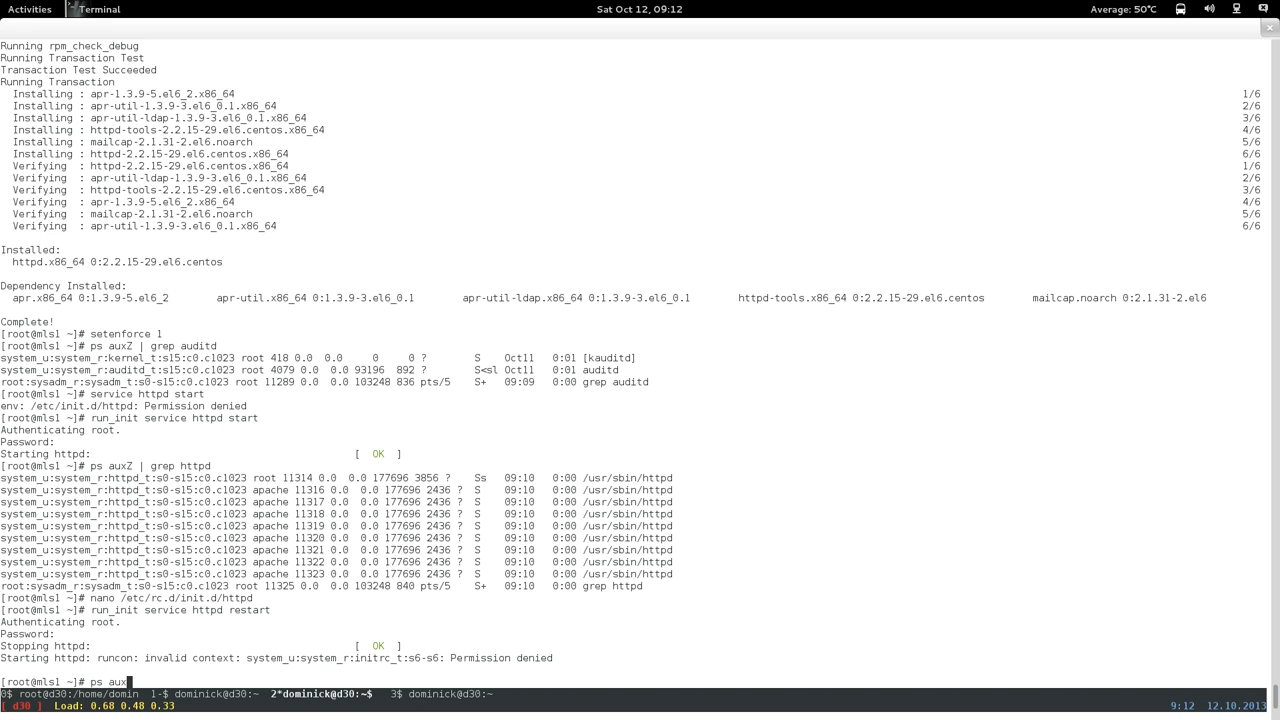 Activities Terminal Sat Oct 12, 09:12 Average: 50°C
Running rpm_check_debug
Running Transaction Test
Transaction Test Succeeded
Running Transaction
Installing : apr-1.3.9-5.el6_2.x86_64 1/6
Installing : apr-util-1.3.9-3.el6_0.1.x86_64 2/6
Installing : apr-util-ldap-1.3.9-3.el6_0.1.x86_64 3/6
Installing : httpd-tools-2.2.15-29.el6.centos.x86_64 4/6
Installing : mailcap-2.1.31-2.el6.noarch 5/6
Installing : httpd-2.2.15-29.el6.centos.x86_64 6/6
Verifying : httpd-2.2.15-29.el6.centos.x86_64 1/6
Verifying : apr-util-ldap-1.3.9-3.el6_0.1.x86_64 2/6
Verifying : httpd-tools-2.2.15-29.el6.centos.x86_64 3/6
Verifying : apr-1.3.9-5.el6_2.x86_64 4/6
Verifying : mailcap-2.1.31-2.el6.noarch 5/6
Verifying : apr-util-1.3.9-3.el6_0.1.x86_64 6/6
Installed:
httpd.x86_64 0:2.2.15-29.el6.centos
Dependency Installed:
apr.x86_64 0:1.3.9-5.el6_2 apr-util.x86_64 0:1.3.9-3.el6_0.1 apr-util-ldap.x86_64 0:1.3.9-3.el6_0.1 httpd-tools.x86_64 0:2.2.15-29.el6.centos mailcap.noarch 0:2.1.31-2.el6
Complete!
[root@mls1 ~]# setenforce 1
[root@mls1 ~]# ps auxZ | grep auditd
system_u:system_r:kernel_t:s15:c0.c1023 root 418 0.0 0.0 0 0 ? S Oct11 0:01 [kauditd]
system_u:system_r:auditd_t:s15:c0.c1023 root 4079 0.0 0.0 93196 892 ? S<sl Oct11 0:01 auditd
root:sysadm_r:sysadm_t:s0-s15:c0.c1023 root 11289 0.0 0.0 103248 836 pts/5 S+ 09:09 0:00 grep auditd
[root@mls1 ~]# service httpd start
env: /etc/init.d/httpd: Permission denied
[root@mls1 ~]# run_init service httpd start
Authenticating root.
Password:
Starting httpd: [ OK ]
[root@mls1 ~]# ps auxZ | grep httpd
system_u:system_r:httpd_t:s0-s15:c0.c1023 root 11314 0.0 0.0 177696 3856 ? Ss 09:10 0:00 /usr/sbin/httpd
system_u:system_r:httpd_t:s0-s15:c0.c1023 apache 11316 0.0 0.0 177696 2436 ? S 09:10 0:00 /usr/sbin/httpd
system_u:system_r:httpd_t:s0-s15:c0.c1023 apache 11317 0.0 0.0 177696 2436 ? S 09:10 0:00 /usr/sbin/httpd
system_u:system_r:httpd_t:s0-s15:c0.c1023 apache 11318 0.0 0.0 177696 2436 ? S 09:10 0:00 /usr/sbin/httpd
system_u:system_r:httpd_t:s0-s15:c0.c1023 apache 11319 0.0 0.0 177696 2436 ? S 09:10 0:00 /usr/sbin/httpd
system_u:system_r:httpd_t:s0-s15:c0.c1023 apache 11320 0.0 0.0 177696 2436 ? S 09:10 0:00 /usr/sbin/httpd
system_u:system_r:httpd_t:s0-s15:c0.c1023 apache 11321 0.0 0.0 177696 2436 ? S 09:10 0:00 /usr/sbin/httpd
system_u:system_r:httpd_t:s0-s15:c0.c1023 apache 11322 0.0 0.0 177696 2436 ? S 09:10 0:00 /usr/sbin/httpd
system_u:system_r:httpd_t:s0-s15:c0.c1023 apache 11323 0.0 0.0 177696 2436 ? S 09:10 0:00 /usr/sbin/httpd
root:sysadm_r:sysadm_t:s0-s15:c0.c1023 root 11325 0.0 0.0 103248 840 pts/5 S+ 09:10 0:00 grep httpd
[root@mls1 ~]# nano /etc/rc.d/init.d/httpd
[root@mls1 ~]# run_init service httpd restart
Authenticating root.
Password:
Stopping httpd: [ OK ]
Starting httpd: runcon: invalid context: system_u:system_r:initrc_t:s6-s6: Permission denied
[root@mls1 ~]# ps aux
0$ root@d30:/home/domin 1-$ dominick@d30:~ 2*dominick@d30:~$ 3$ dominick@d30:~
[ d30 ] Load: 0.68 0.48 0.33 9:12 12.10.2013